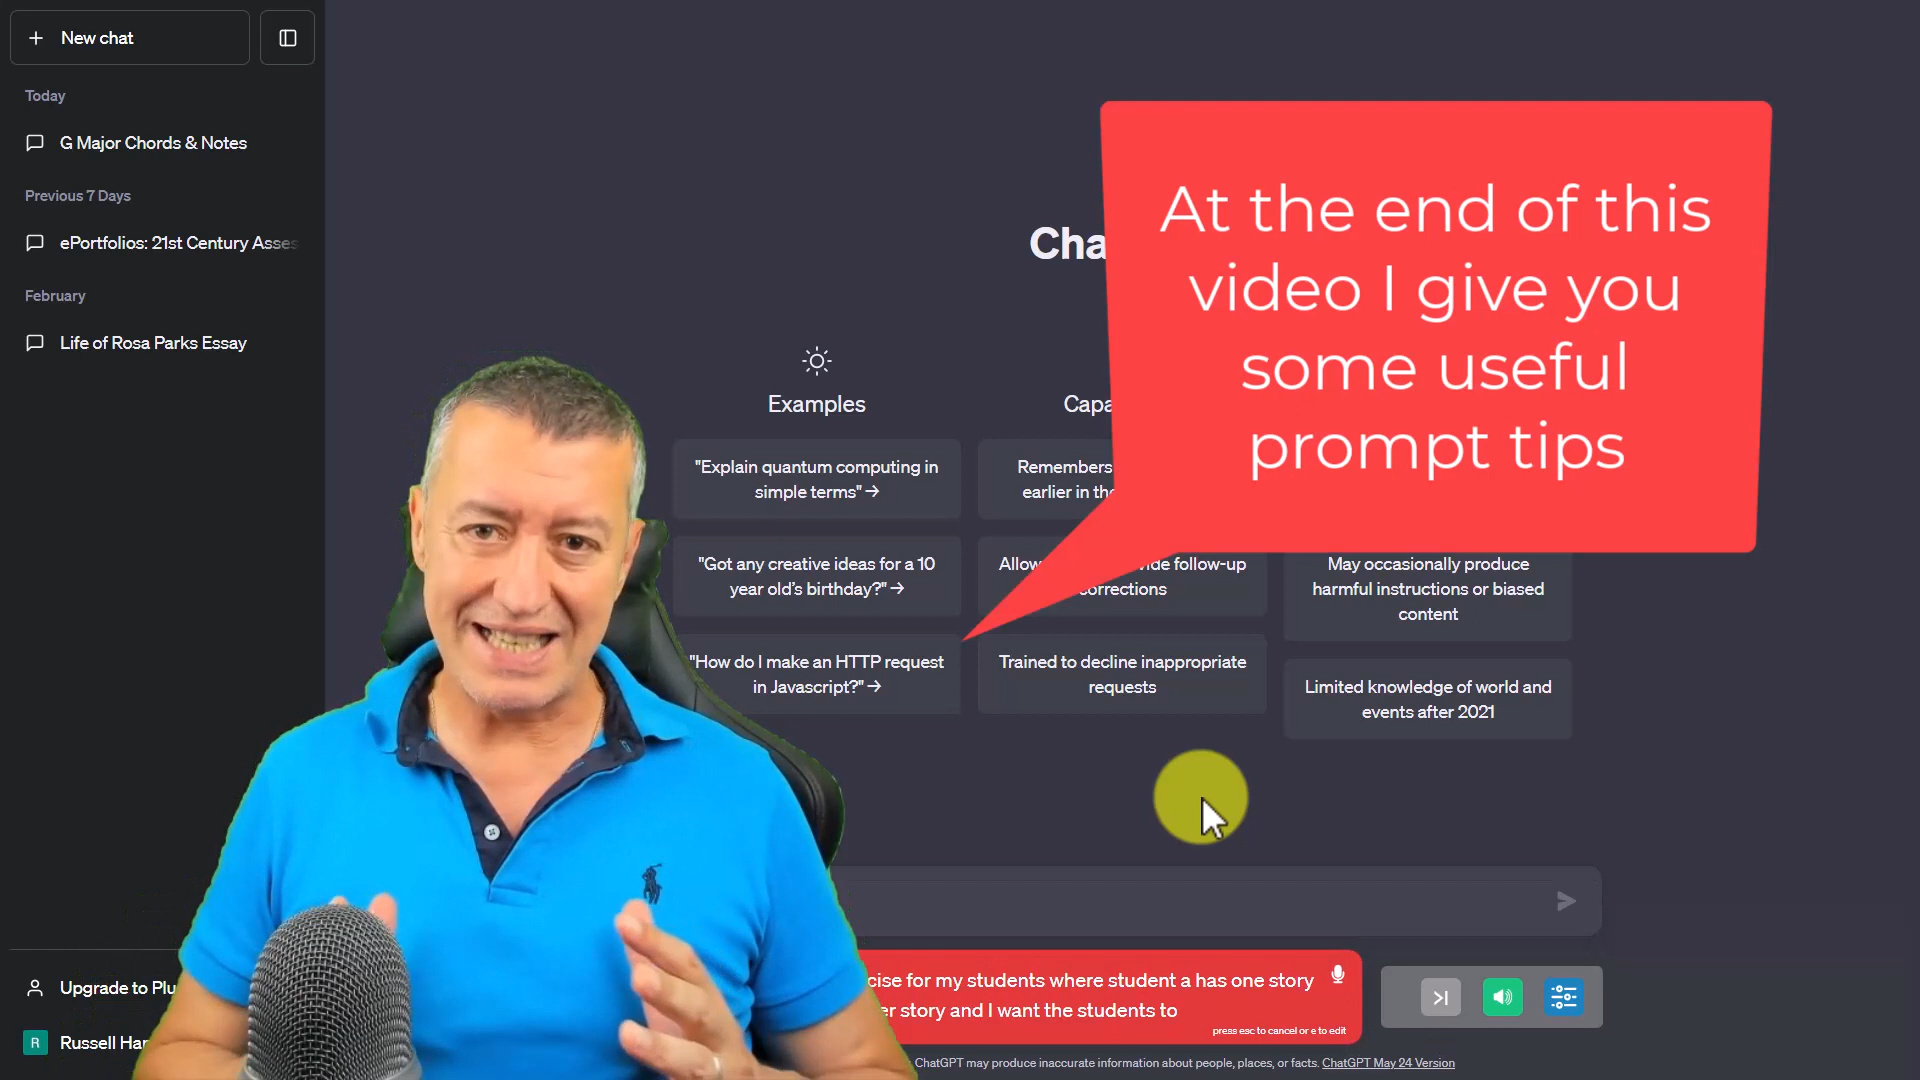 New chat
Today
G Major Chords & Notes
Previous 7 Days
ePortfolios: 21st Century Asses
February
Life of Rosa Parks Essay
Cha
At the end of this
video I give you
some useful
prompt tips
Examples
"Explain quantum computing in
simple terms" →
"Got any creative ideas for a 10
year old's birthday?" →
"How do I make an HTTP request
in Javascript?" →
Capa
Remembers
earlier in the
Allow
ide follow-up
corrections
Trained to decline inappropriate
requests
May occasionally produce
harmful instructions or biased
content
Limited knowledge of world and
events after 2021
cise for my students where student a has one story
er story and I want the students to
press esc to cancel or e to edit
Upgrade to Plu
R
Russell Har
ChatGPT may produce inaccurate information about people, places, or facts. ChatGPT May 24 Version